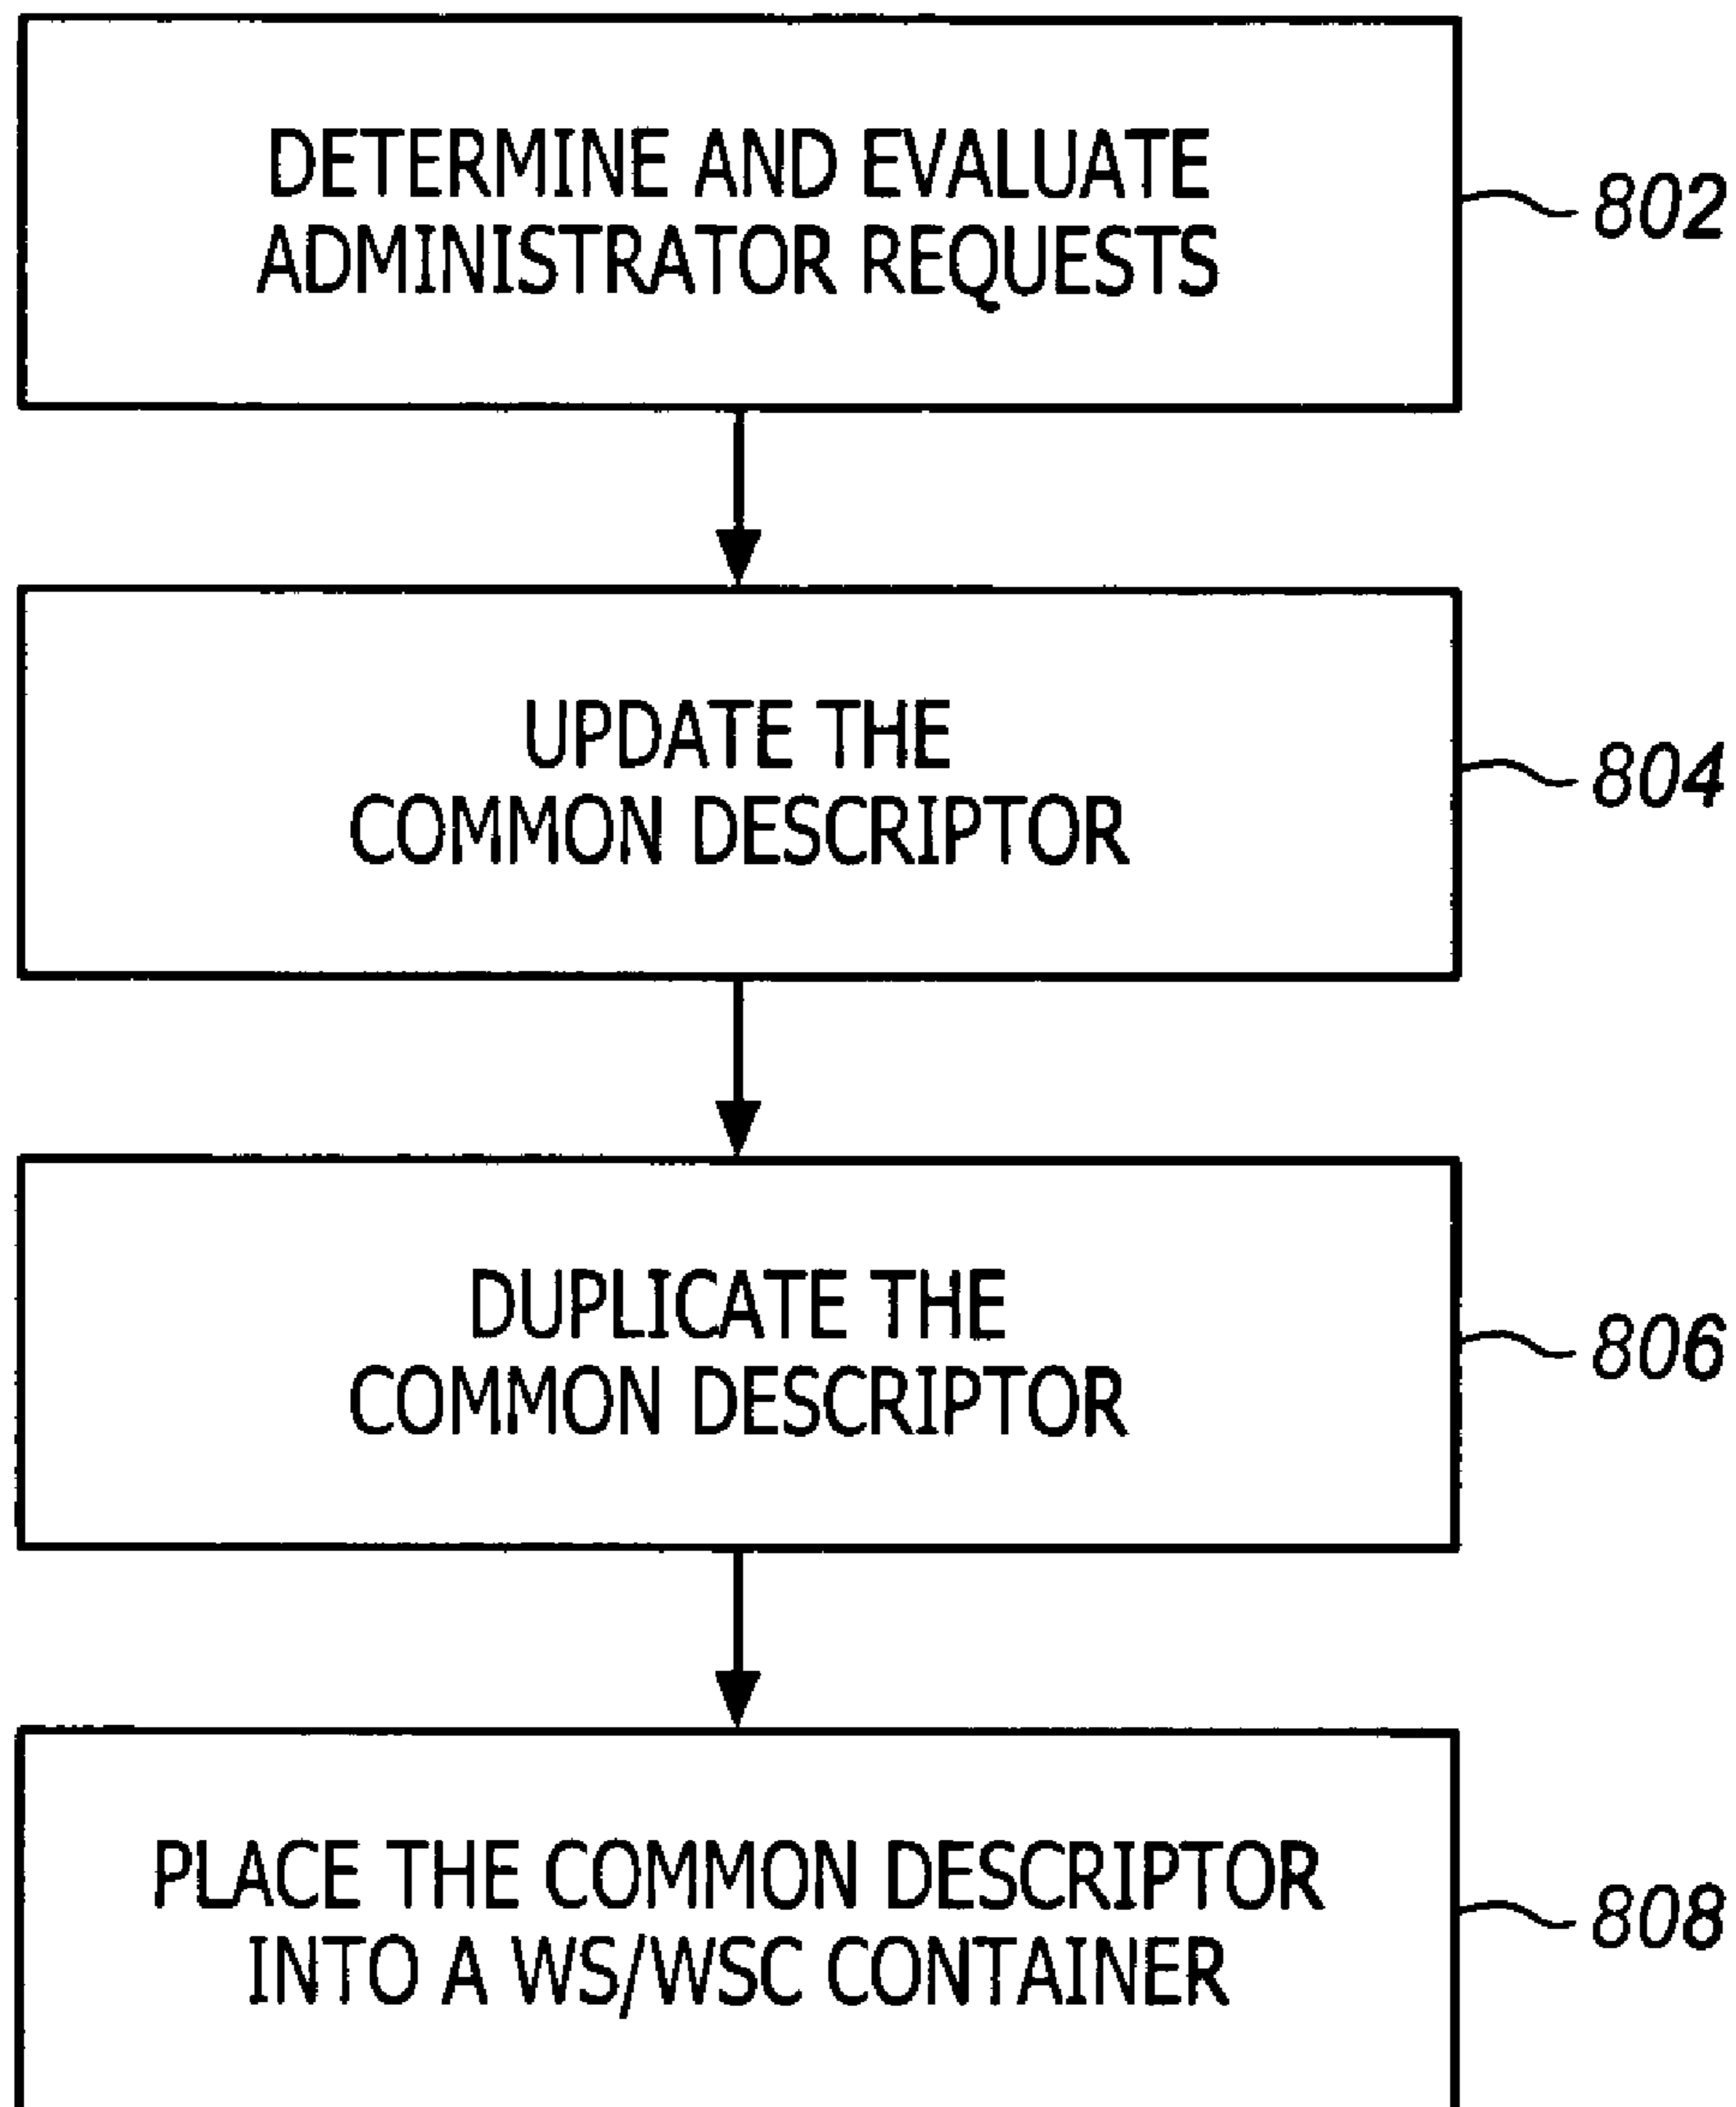 DETERMINE AND EVALUATE
ADMINISTRATOR REQUESTS
802
UPDATE THE
COMMON DESCRIPTOR
804
DUPLICATE THE
COMMON DESCRIPTOR
806
PLACE THE COMMON DESCRIPTOR
INTO A WS/WSC CONTAINER
808